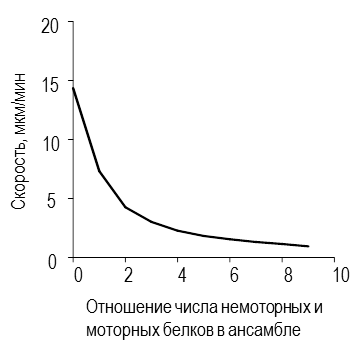 20
15
10
5
0
Скорость, мкм/мин
0 2 4 6 8 10
Отношение числа немоторных и
моторных белков в ансамбле